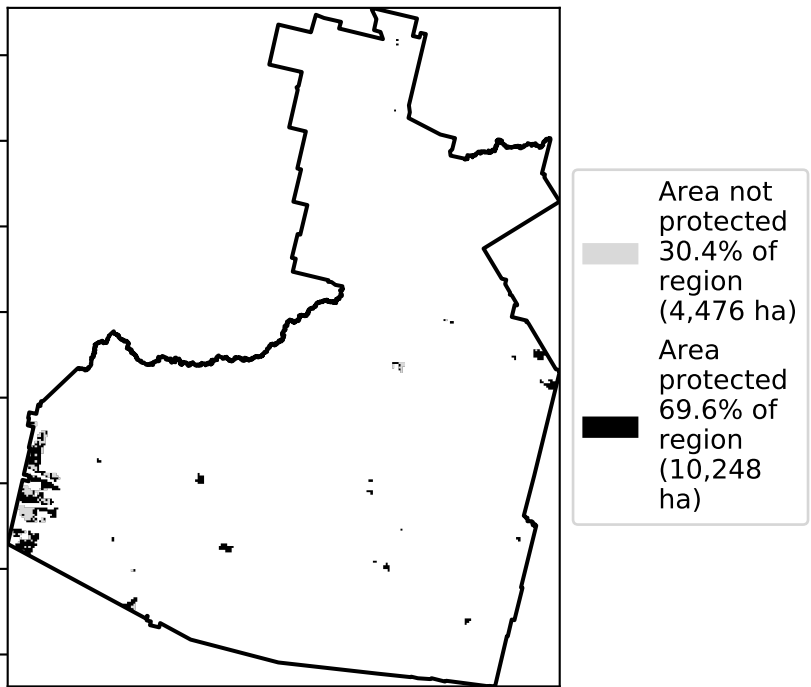 Area not
protected
30.4% of
region
(4,476 ha)
Area
protected
69.6% of
region
(10,248
ha)